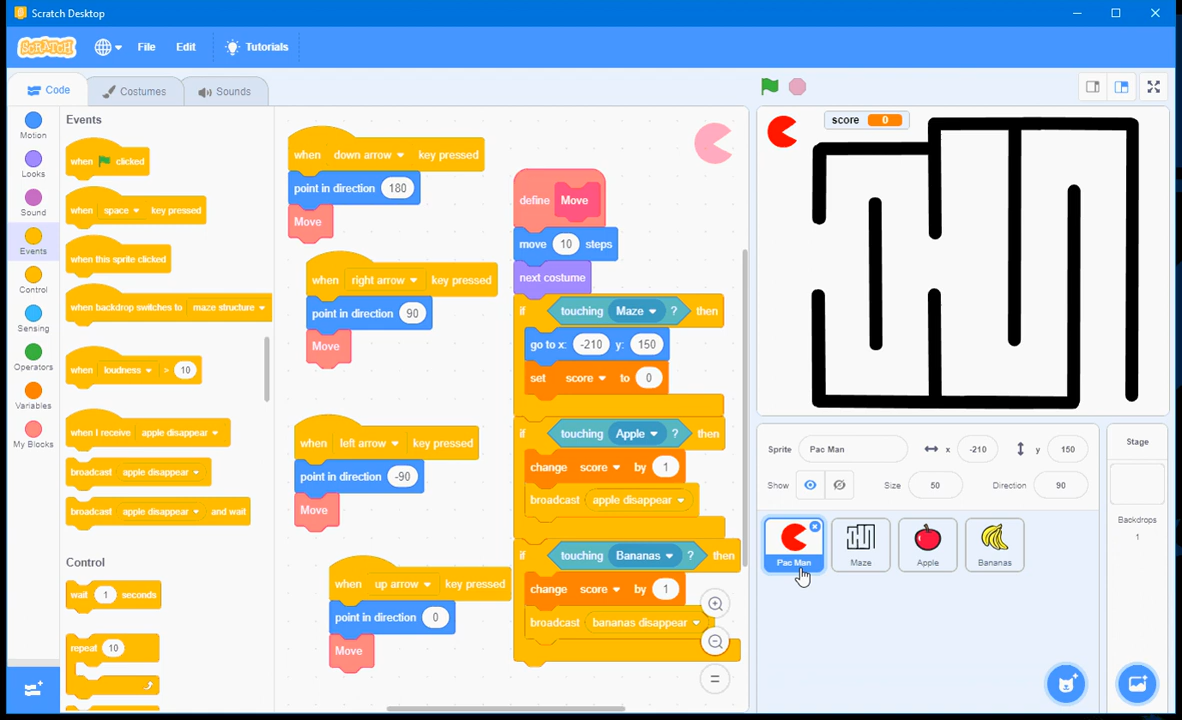 Scratch Desktop
SCRATCH
File
Edit
Tutorials
Code
Costumes
Sounds
Motion
Looks
Sound
Events
Control
Sensing
Operators
Variables
My Blocks
Events
when clicked
when space key pressed
when this sprite clicked
when backdrop switches to maze structure
when loudness > 10
when I receive apple disappear
broadcast apple disappear
broadcast apple disappear and wait
Control
wait 1 seconds
repeat 10
when down arrow key pressed
point in direction 180
Move
when right arrow key pressed
point in direction 90
Move
when left arrow key pressed
point in direction -90
Move
when up arrow key pressed
point in direction 0
Move
define Move
move 10 steps
next costume
if touching Maze ? then
go to x: -210 y: 150
set score to 0
if touching Apple ? then
change score by 1
broadcast apple disappear
if touching Bananas ? then
change score by 1
broadcast bananas disappear
score 0
Sprite Pac Man x -210 y 150
Show Size 50 Direction 90
Pac Man
Maze
Apple
Bananas
Stage
Backdrops
1